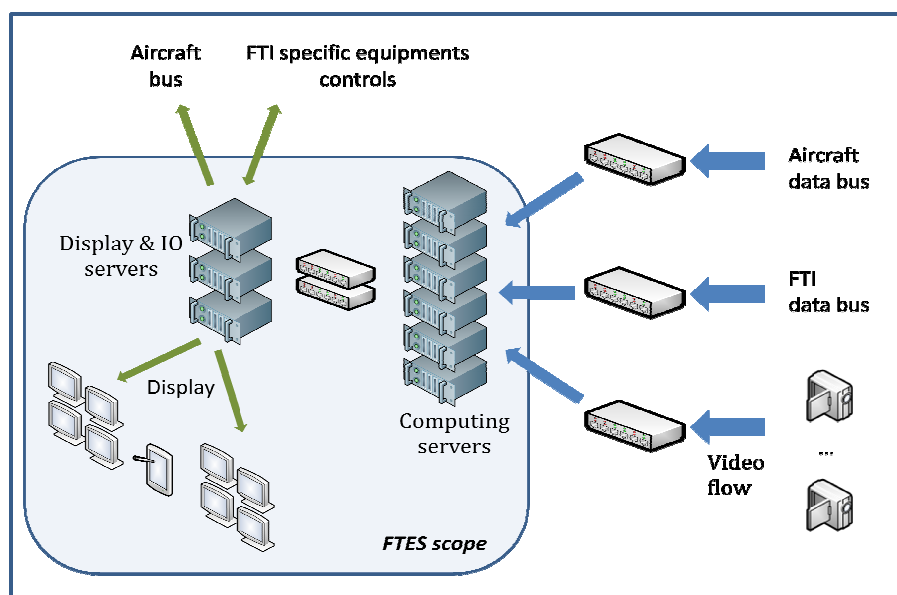 Aircraft
bus
FTI specific equipments
controls
Aircraft
data bus
Display & IO
servers
FTI
data bus
Display
Computing
servers
Video
flow
...
FTES scope